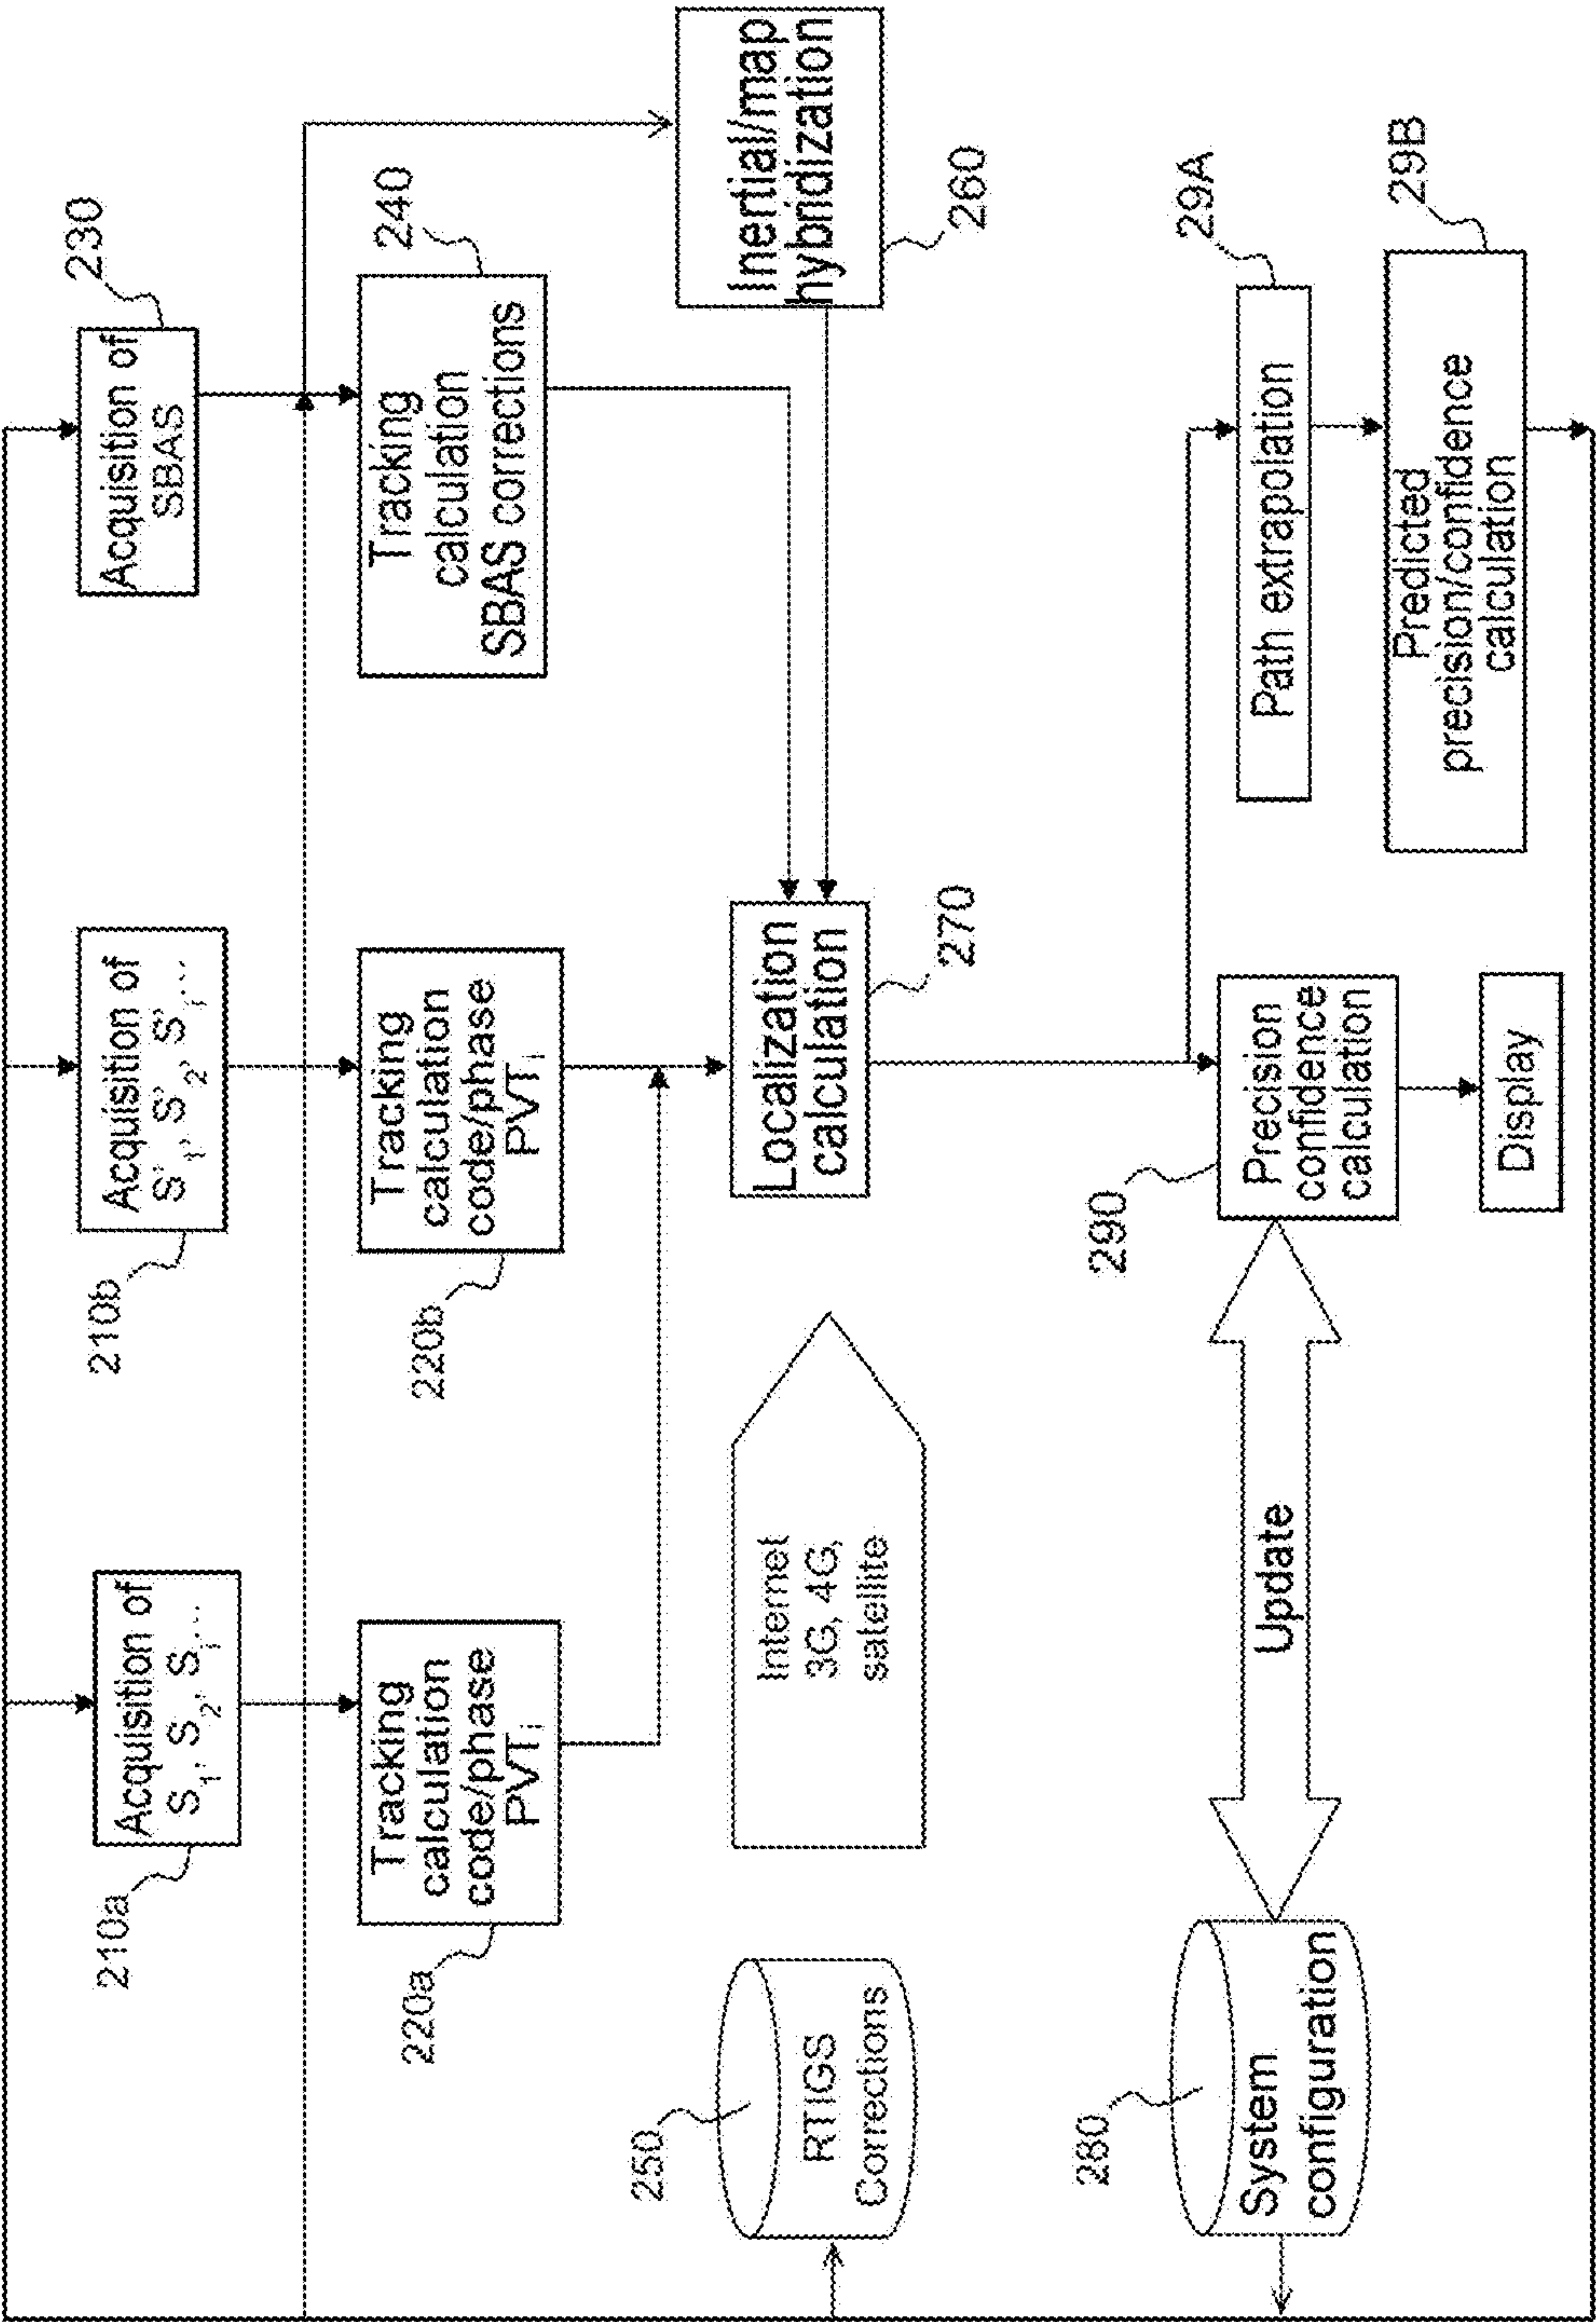 210a
Acquisition of
S₁, S₂, Sᵢ...
210b
Acquisition of
S'₁, S'₂, S'ᵢ...
230
Acquisition of
SBAS
220a
Tracking
calculation
code/phase
PVTᵢ
220b
Tracking
calculation
code/phase
PVTᵢ
240
Tracking
calculation
SBAS corrections
250
RTIGS
Corrections
Internet
3G, 4G,
satellite
Localization
calculation
270
Inertial/map
hybridization
260
280
System
configuration
Update
290
Precision
confidence
calculation
Display
29A
Path extrapolation
29B
Predicted
precision/confidence
calculation